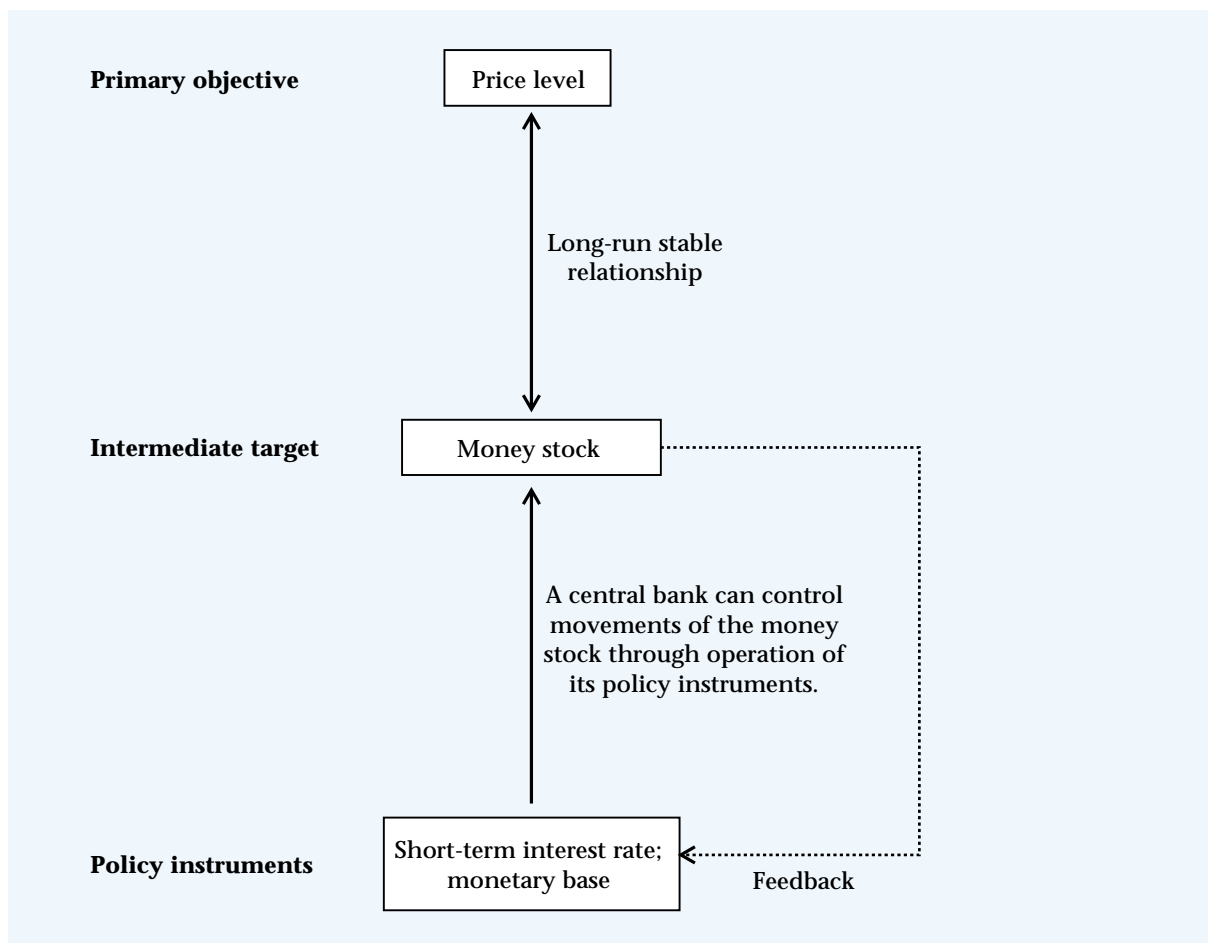 Primary objective
Price level
Long-run stable
relationship
Intermediate target
Money stock
A central bank can control
movements of the money
stock through operation of
its policy instruments.
Policy instruments
Short-term interest rate;
monetary base
Feedback